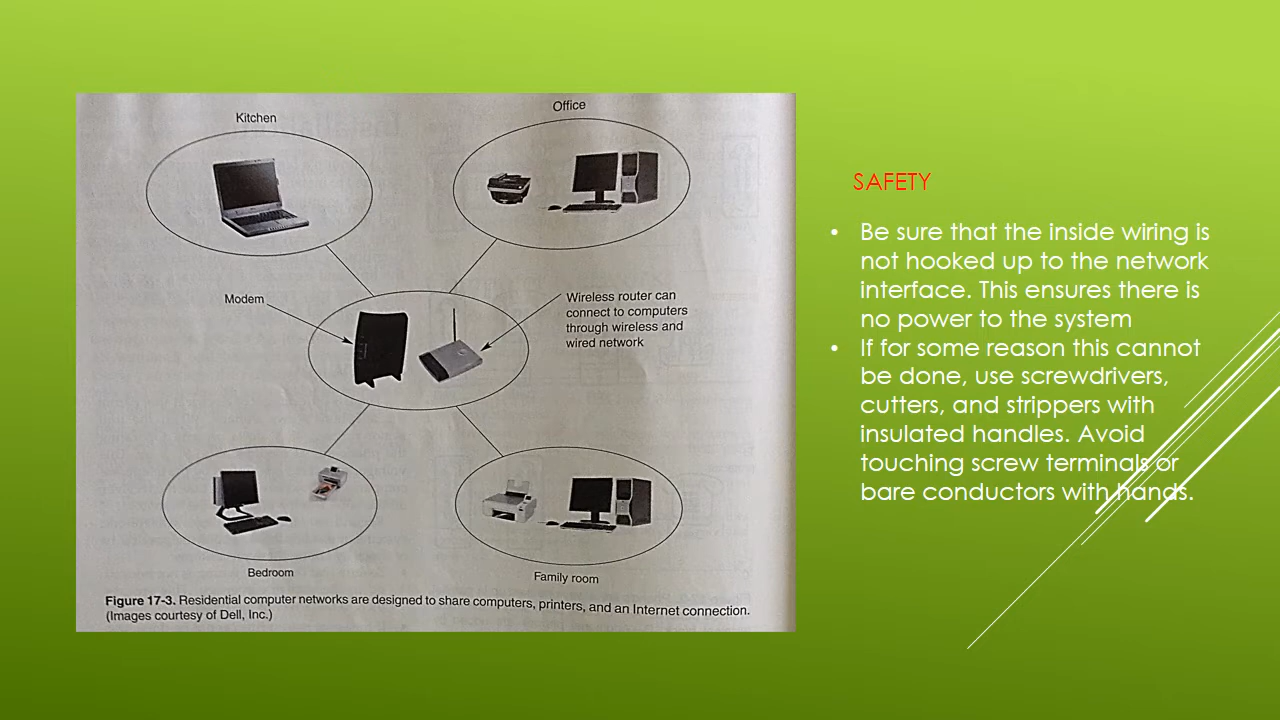 Kitchen
Office
Modem
Wireless router can
connect to computers
through wireless and
wired network
Bedroom
Family room
Figure 17-3. Residential computer networks are designed to share computers, printers, and an Internet connection.
(Images courtesy of Dell, Inc.)
SAFETY
• Be sure that the inside wiring is
not hooked up to the network
interface. This ensures there is
no power to the system
• If for some reason this cannot
be done, use screwdrivers,
cutters, and strippers with
insulated handles. Avoid
touching screw terminals or
bare conductors with hands.